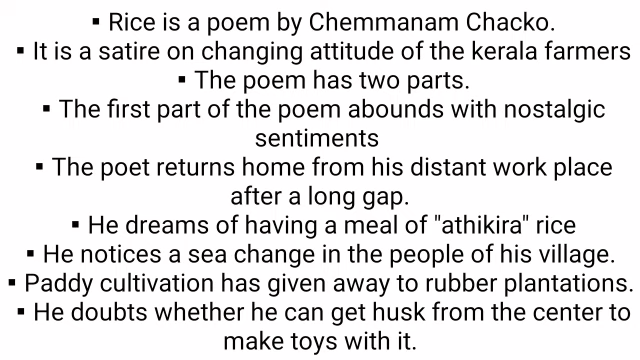 ▪ Rice is a poem by Chemmanam Chacko.
▪ It is a satire on changing attitude of the kerala farmers
▪ The poem has two parts.
▪ The first part of the poem abounds with nostalgic
sentiments
▪ The poet returns home from his distant work place
after a long gap.
▪ He dreams of having a meal of "athikira" rice
▪ He notices a sea change in the people of his village.
▪ Paddy cultivation has given away to rubber plantations.
▪ He doubts whether he can get husk from the center to
make toys with it.